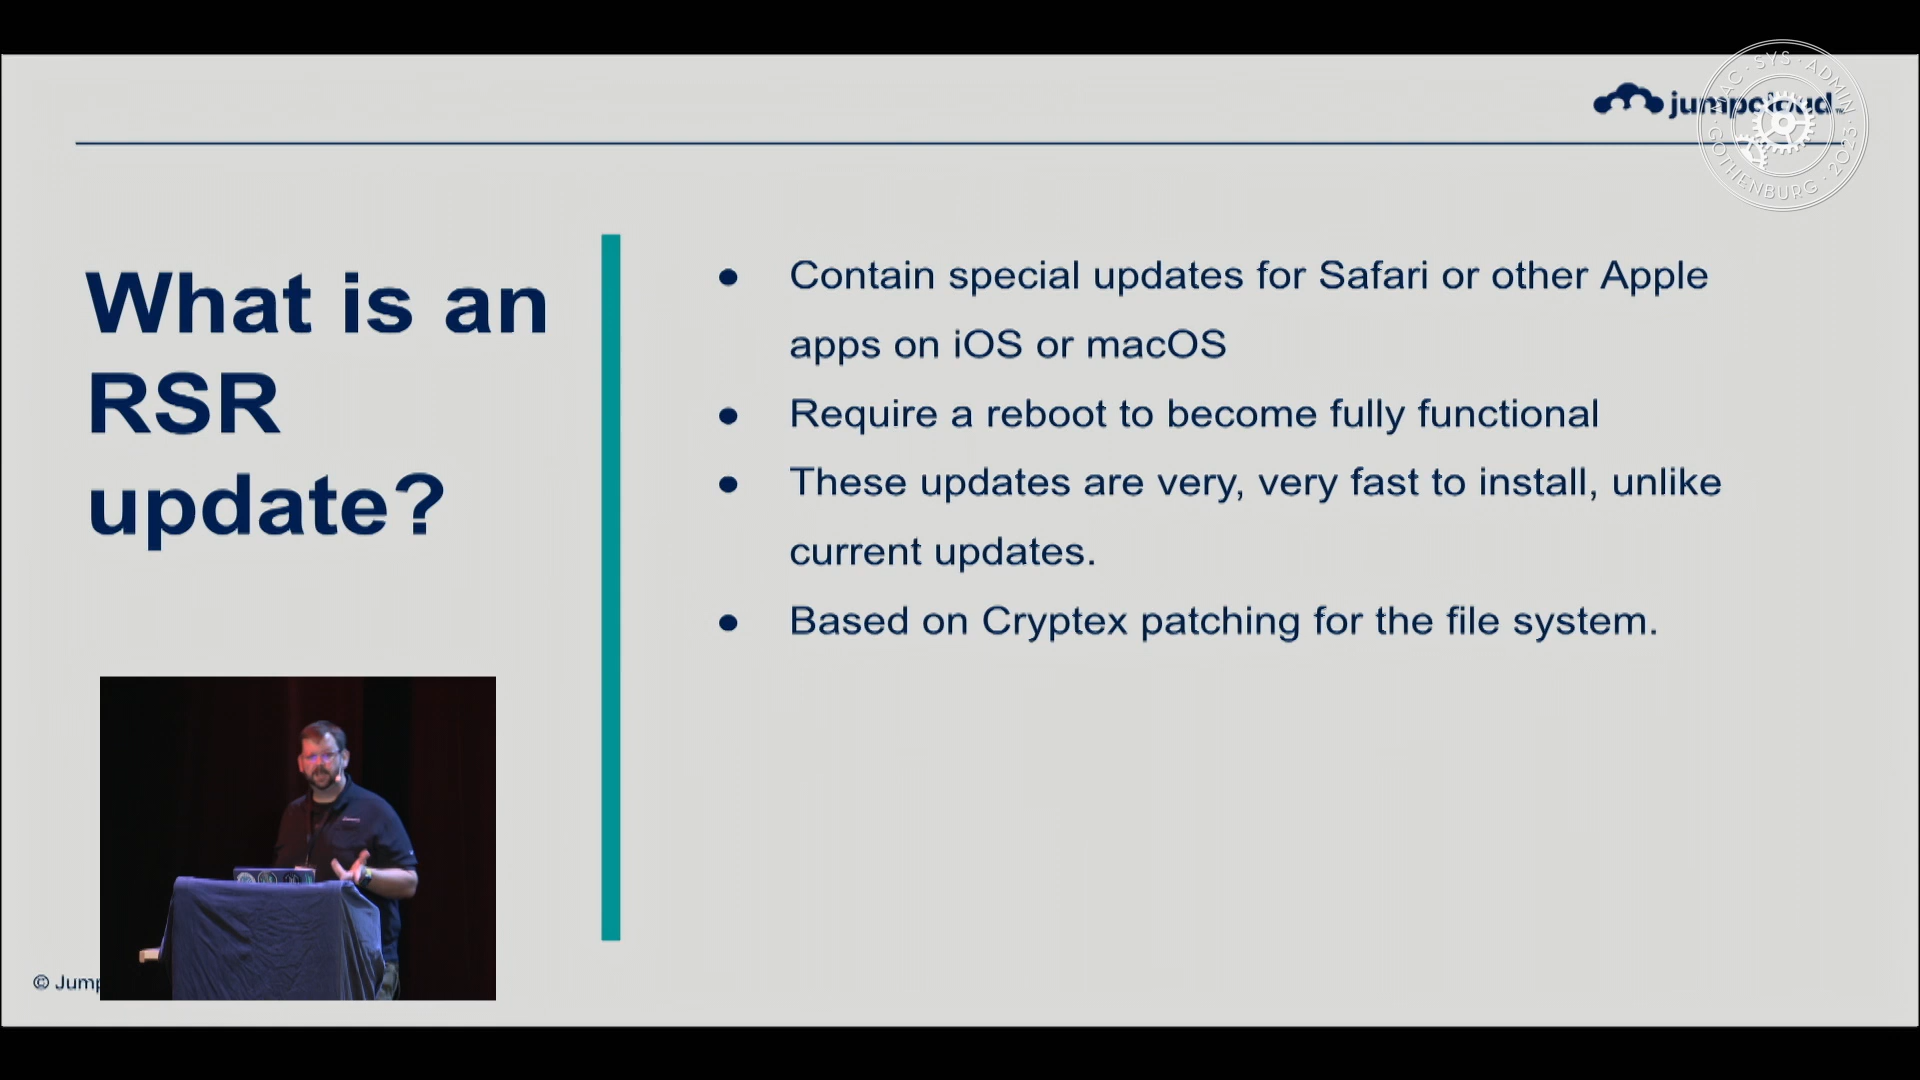 jumpcloud
MAC · SYS · ADMIN
GOTHENBURG · 2023
What is an
RSR
update?
● Contain special updates for Safari or other Apple
apps on iOS or macOS
● Require a reboot to become fully functional
● These updates are very, very fast to install, unlike
current updates.
● Based on Cryptex patching for the file system.
© Jump